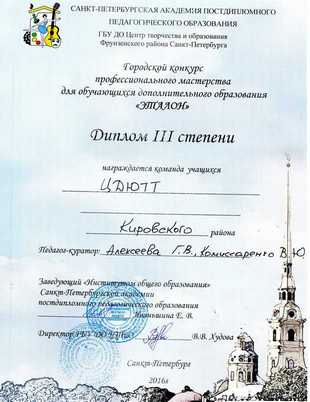 САНКТ-ПЕТЕРБУРГСКАЯ АКАДЕМИЯ ПОСТДИПЛОМНОГО
ПЕДАГОГИЧЕСКОГО ОБРАЗОВАНИЯ
ГБУ ДО Центр творчества и образования
Фрунзенского района Санкт-Петербурга
Городской конкурс
профессионального мастерства
для обучающихся дополнительного образования
«ЭТАЛОН»
Диплом III степени
награждается команда учащихся
ЦДЮТТ
Кировского района
Педагог-куратор: Алексеева Г.В., Комиссаренко В.Ю
Заведующий «Институтом общего образования»
Санкт-Петербургской академии
постдипломного педагогического образования
Е. В.
Директор ГБУ ДО В.В. Худова
Санкт-Петербург
2016г